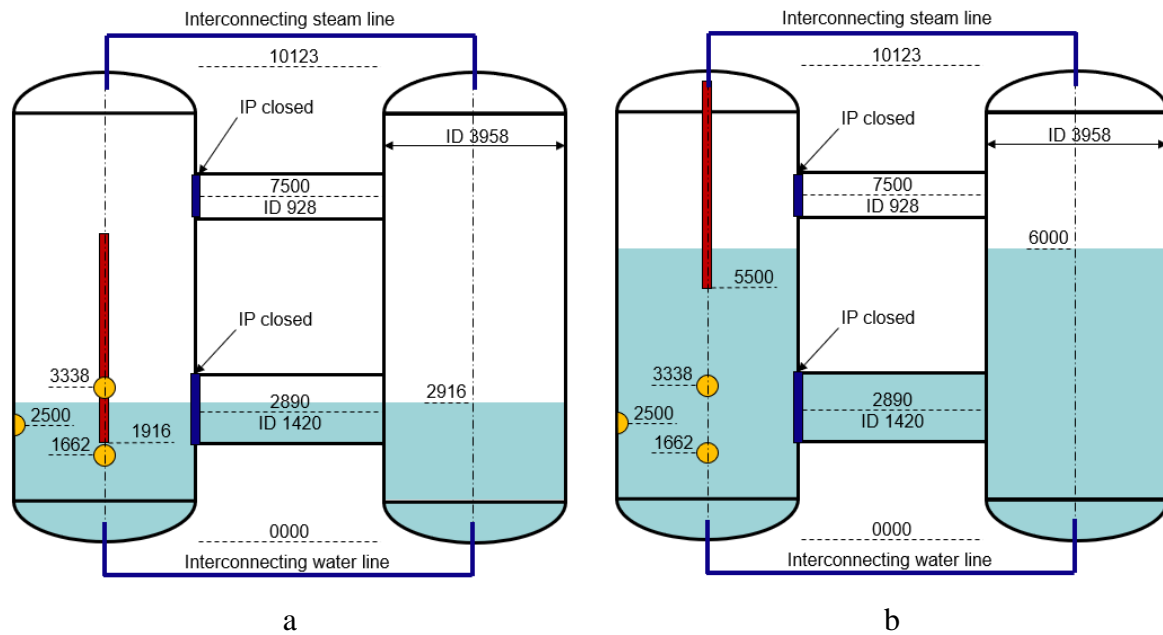 Interconnecting steam line
10123
IP closed
ID 3958
7500
ID 928
IP closed
3338
2916
2500
2890
ID 1420
1916
1662
0000
Interconnecting water line
a
Interconnecting steam line
10123
IP closed
ID 3958
7500
ID 928
6000
5500
IP closed
3338
2890
2500
ID 1420
1662
0000
Interconnecting water line
b